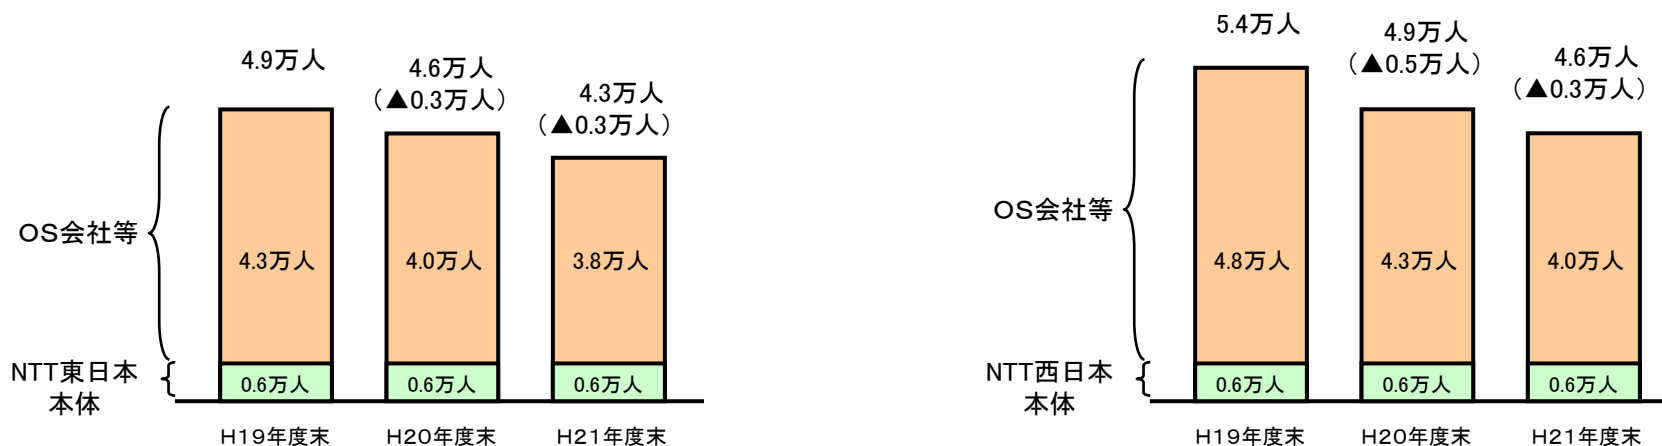 4.9万人
4.6万人
（▲0.3万人）
4.3万人
（▲0.3万人）
OS会社等
4.3万人
4.0万人
3.8万人
NTT東日本
本体
0.6万人
0.6万人
0.6万人
H19年度末
H20年度末
H21年度末
5.4万人
4.9万人
（▲0.5万人）
4.6万人
（▲0.3万人）
OS会社等
4.8万人
4.3万人
4.0万人
NTT西日本
本体
0.6万人
0.6万人
0.6万人
H19年度末
H20年度末
H21年度末